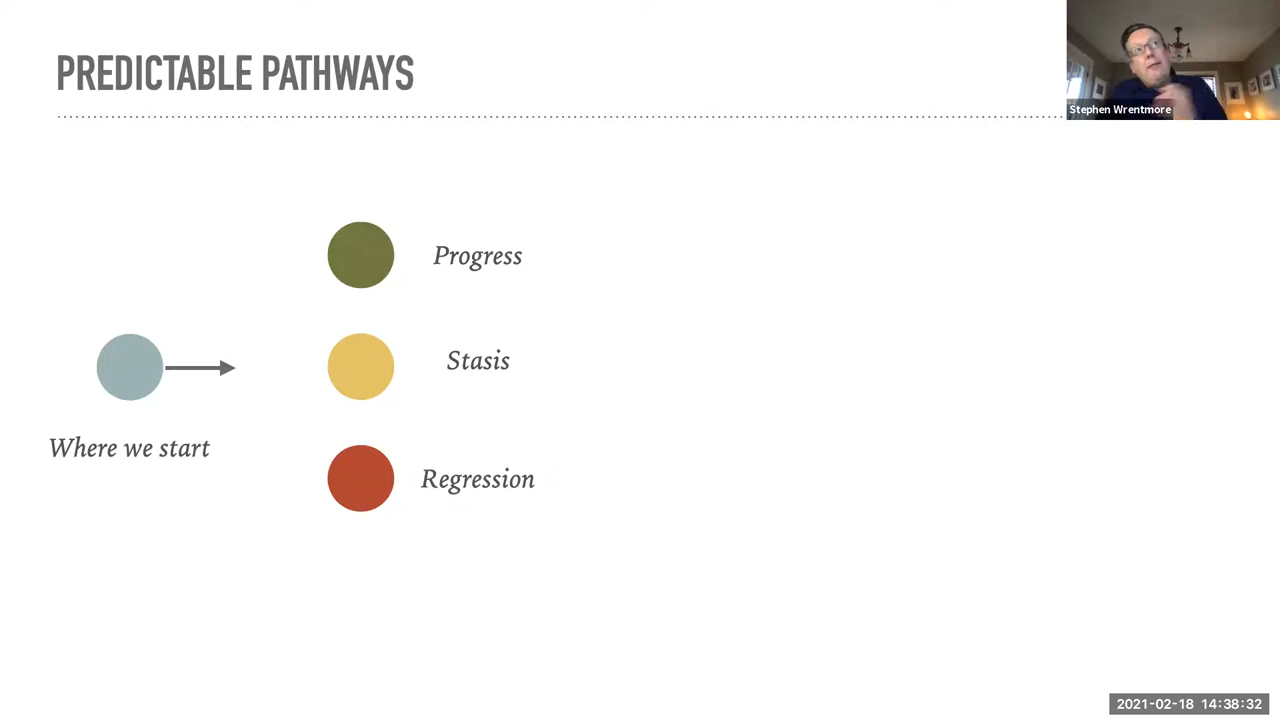 PREDICTABLE PATHWAYS
Stephen Wrentmore
Progress
Stasis
Where we start
Regression
2021-02-18 14:38:32